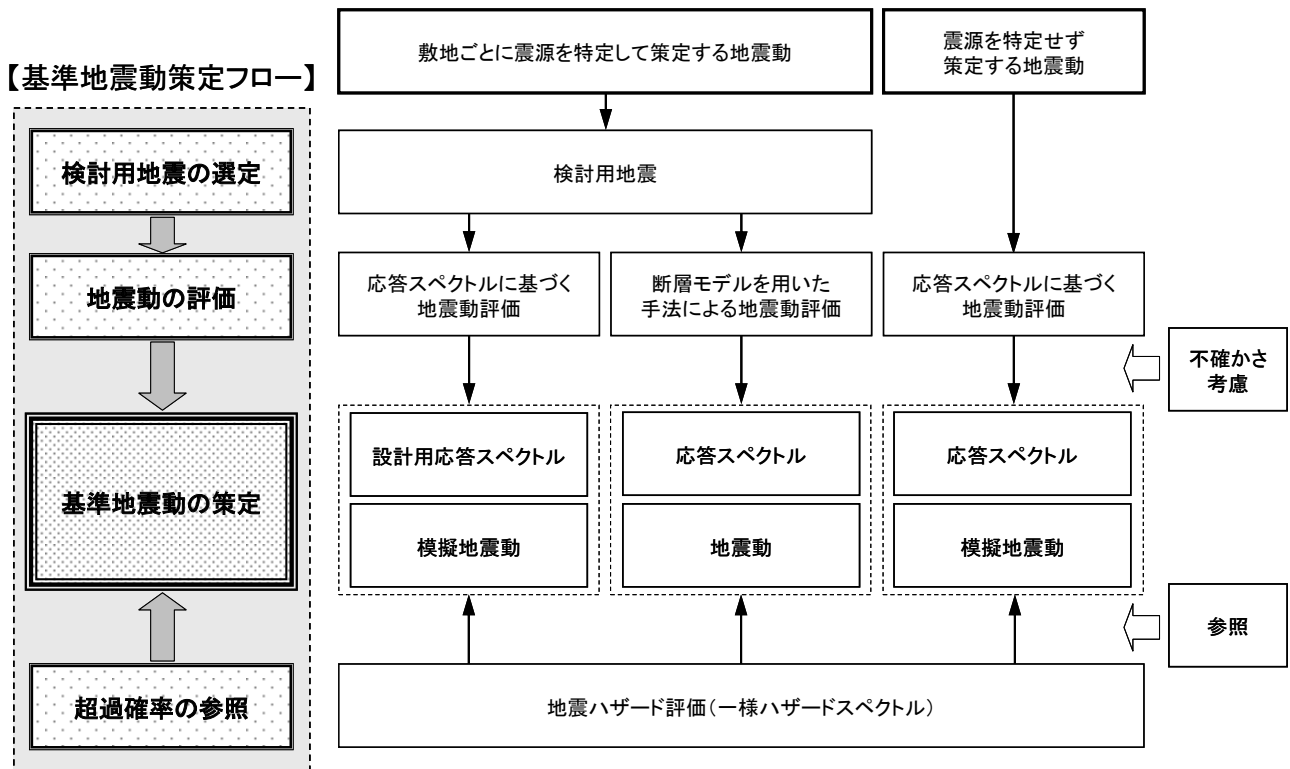 【基準地震動策定フロー】
検討用地震の選定
地震動の評価
基準地震動の策定
超過確率の参照
敷地ごとに震源を特定して策定する地震動
震源を特定せず
策定する地震動
検討用地震
応答スペクトルに基づく
地震動評価
断層モデルを用いた
手法による地震動評価
応答スペクトルに基づく
地震動評価
不確かさ
考慮
設計用応答スペクトル
模擬地震動
応答スペクトル
地震動
応答スペクトル
模擬地震動
参照
地震ハザード評価(一様ハザードスペクトル)